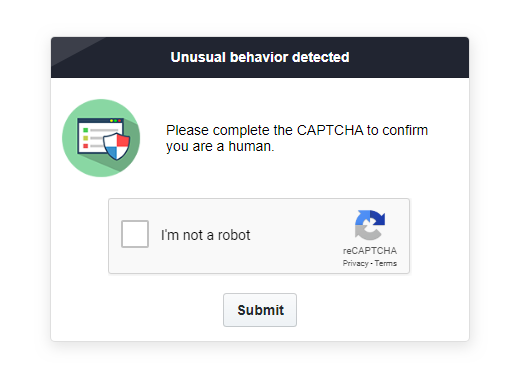 Unusual behavior detected
Please complete the CAPTCHA to confirm
you are a human.
I'm not a robot
reCAPTCHA
Privacy - Terms
Submit